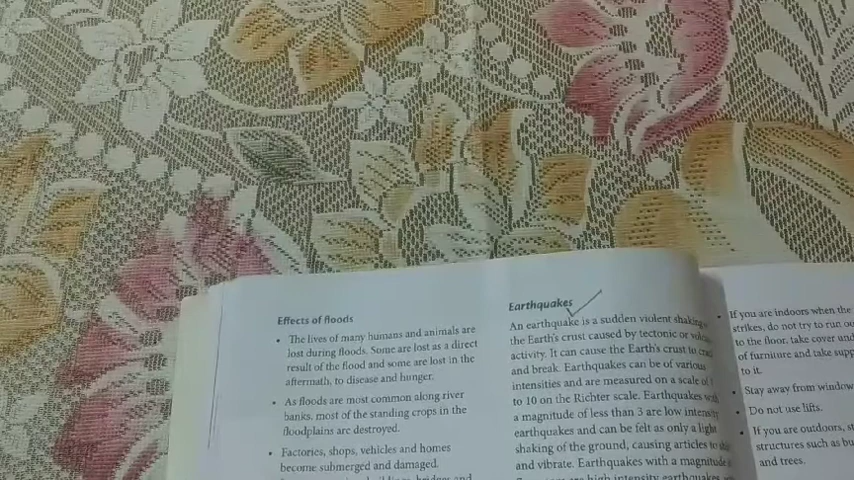 Effects of floods
• The lives of many humans and animals are
lost during floods. Some are lost as a direct
result of the flood and some are lost in the
aftermath, to disease and hunger.
• As floods are most common along river
banks, most of the standing crops in the
floodplains are destroyed.
• Factories, shops, vehicles and homes
become submerged and damaged.
Earthquakes
An earthquake is a sudden violent shaking
the Earth's crust caused by tectonic or
activity. It can cause the Earth's crust to
and break. Earthquakes can be of various
intensities and are measured on a scale of
to 10 on the Richter scale. Earthquakes
a magnitude of less than 3 are low intensity
earthquakes and can be felt as only a light
shaking of the ground, causing articles to
and vibrate. Earthquakes with a magnitude
are high intensity earthquakes
• If you are indoors when the
strikes, do not try to run
to the floor, take cover
of furniture and take
to it.
• Stay away from
• Do not use lifts.
• If you are outdoors,
structures such as
and trees.